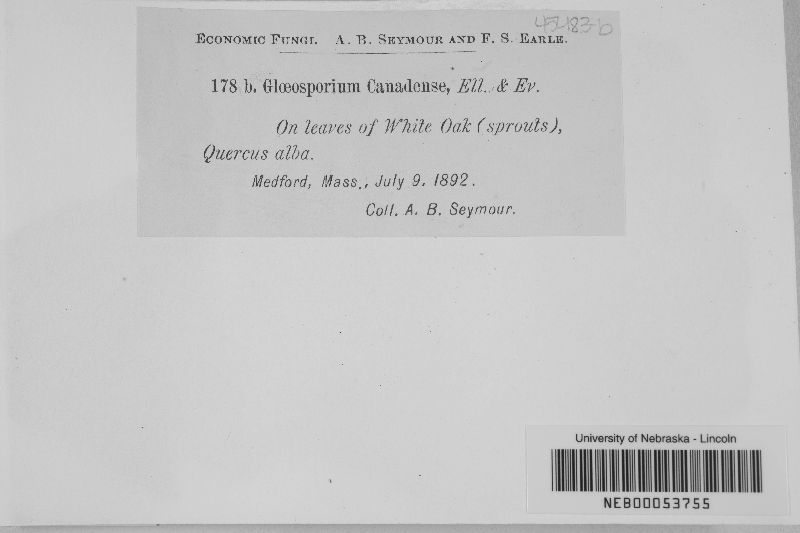 45483-b
Economic Fungi. A. B. Seymour and F. S. Earle.
178 b. Glœosporium Canadense, Ell. & Ev.
On leaves of White Oak (sprouts),
Quercus alba.
Medford, Mass., July 9, 1892.
Coll. A. B. Seymour.
University of Nebraska - Lincoln
NEB00053755